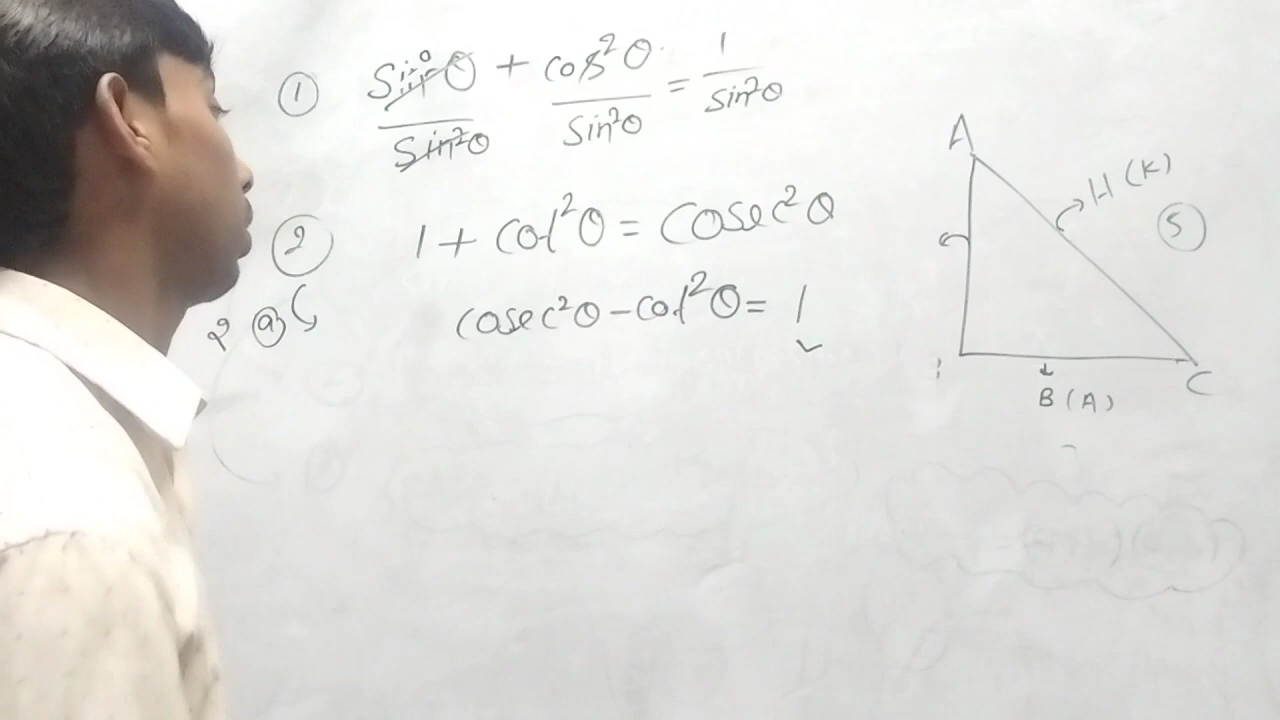 ① Sin²θ/Sin²θ + cos²θ/Sin²θ = 1/Sin²θ
② 1 + cot²θ = cosec²θ
cosec²θ - cot²θ = 1
A
H (K)
5
B (A)
C